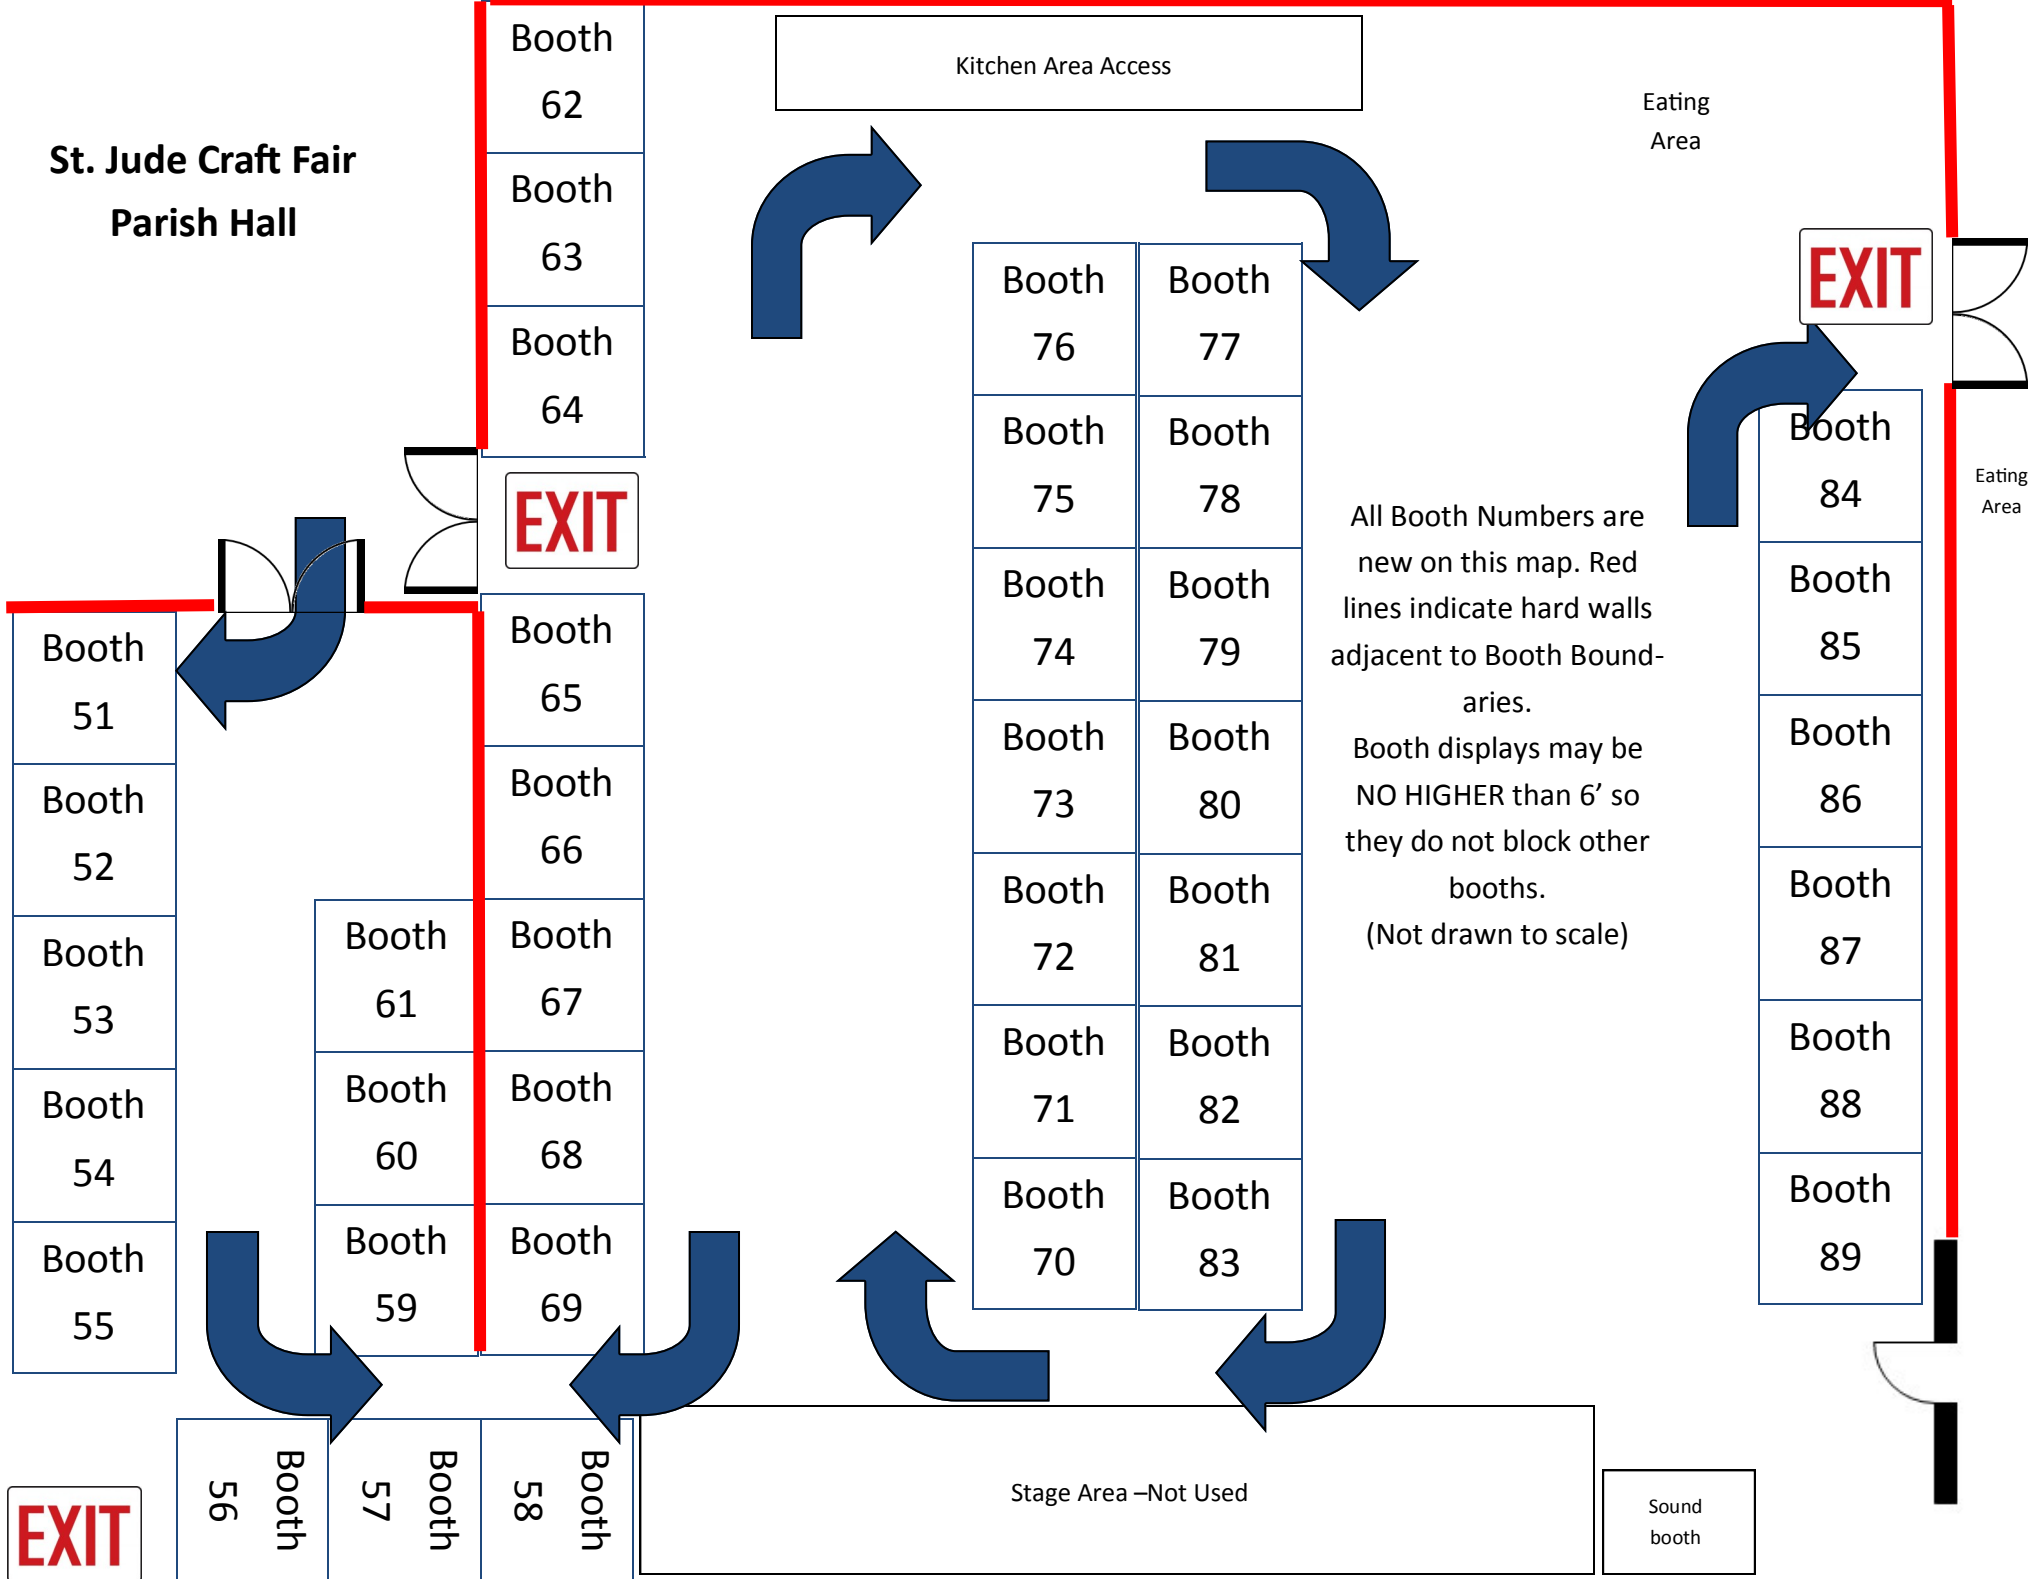 St. Jude Craft Fair
Parish Hall
Booth
62
Booth
63
Booth
64
EXIT
Kitchen Area Access
Eating
Area
EXIT
Eating
Area
Booth
51
Booth
52
Booth
53
Booth
54
Booth
55
Booth
61
Booth
60
Booth
59
Booth
65
Booth
66
Booth
67
Booth
68
Booth
69
Booth
76
Booth
75
Booth
74
Booth
73
Booth
72
Booth
71
Booth
70
Booth
77
Booth
78
Booth
79
Booth
80
Booth
81
Booth
82
Booth
83
All Booth Numbers are
new on this map. Red
lines indicate hard walls
adjacent to Booth Bound-
aries.
Booth displays may be
NO HIGHER than 6’ so
they do not block other
booths.
(Not drawn to scale)
Booth
84
Booth
85
Booth
86
Booth
87
Booth
88
Booth
89
EXIT
Booth
56
Booth
57
Booth
58
Stage Area –Not Used
Sound
booth